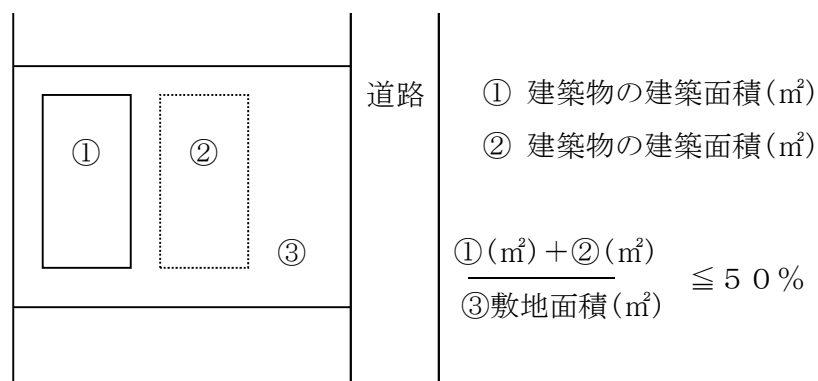 道路
① 建築物の建築面積(㎡)
② 建築物の建築面積(㎡)
①
②
③
①(㎡)+②(㎡)
③敷地面積(㎡)
≦50%